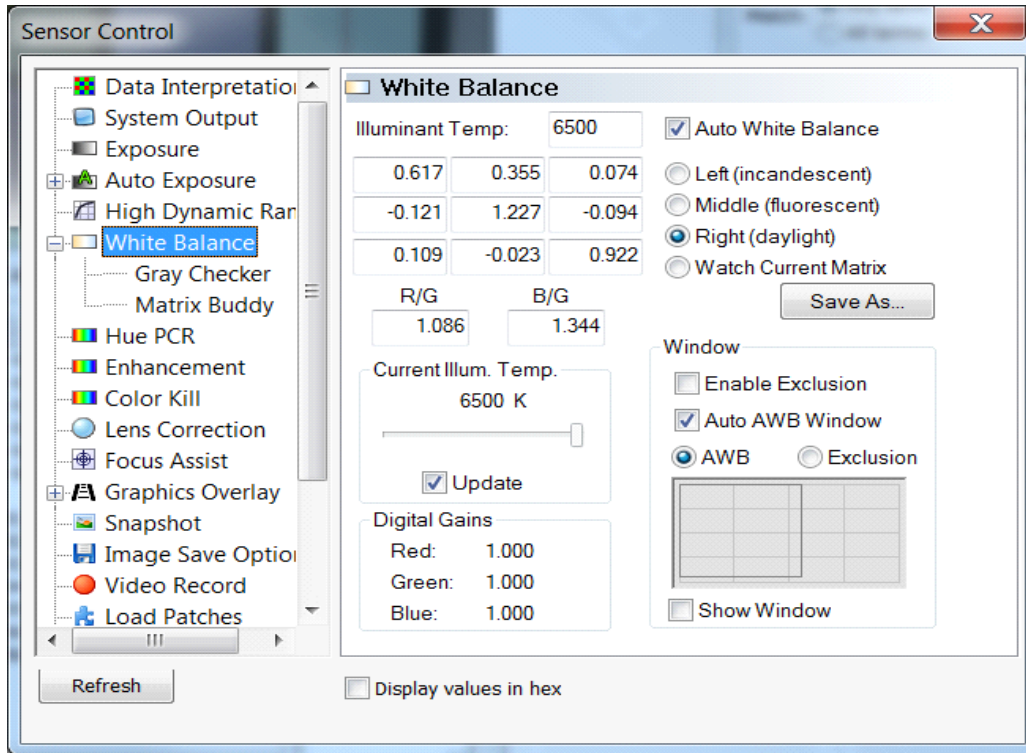 Sensor Control
Data Interpretation
System Output
Exposure
Auto Exposure
High Dynamic Ran
White Balance
Gray Checker
Matrix Buddy
Hue PCR
Enhancement
Color Kill
Lens Correction
Focus Assist
Graphics Overlay
Snapshot
Image Save Optio
Video Record
Load Patches
Refresh
White Balance
Illuminant Temp: 6500
0.617 0.355 0.074
-0.121 1.227 -0.094
0.109 -0.023 0.922
R/G B/G
1.086 1.344
Current Illum. Temp.
6500 K
Update
Digital Gains
Red: 1.000
Green: 1.000
Blue: 1.000
Auto White Balance
Left (incandescent)
Middle (fluorescent)
Right (daylight)
Watch Current Matrix
Save As...
Window
Enable Exclusion
Auto AWB Window
AWB Exclusion
Show Window
Display values in hex